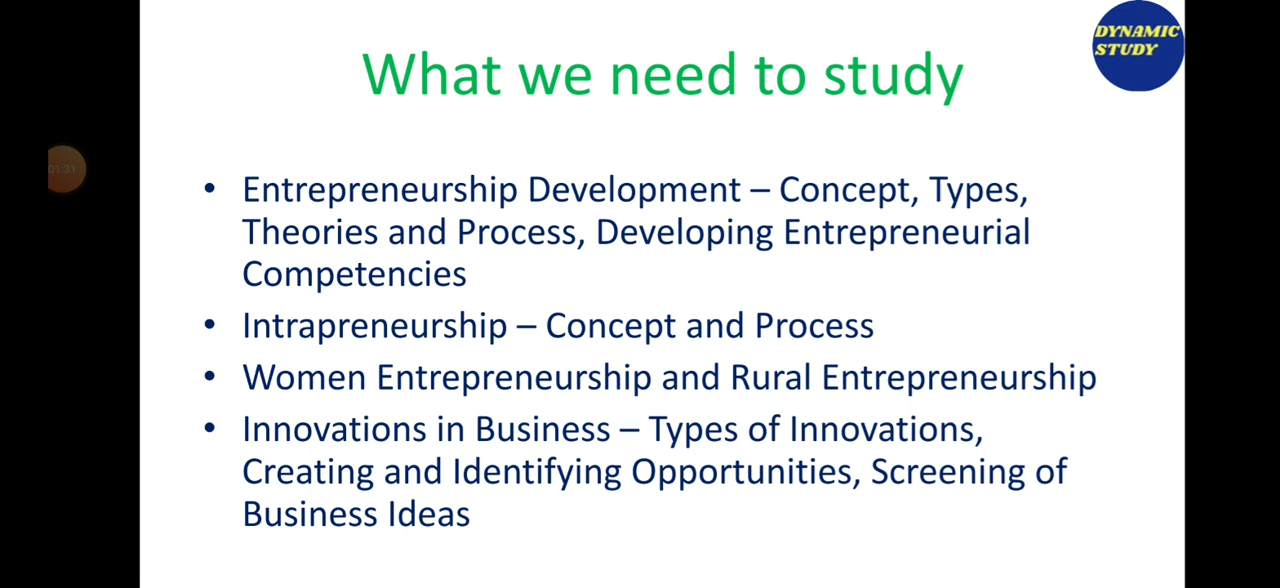 DYNAMIC
STUDY
What we need to study
01:31
• Entrepreneurship Development – Concept, Types,
Theories and Process, Developing Entrepreneurial
Competencies
• Intrapreneurship – Concept and Process
• Women Entrepreneurship and Rural Entrepreneurship
• Innovations in Business – Types of Innovations,
Creating and Identifying Opportunities, Screening of
Business Ideas